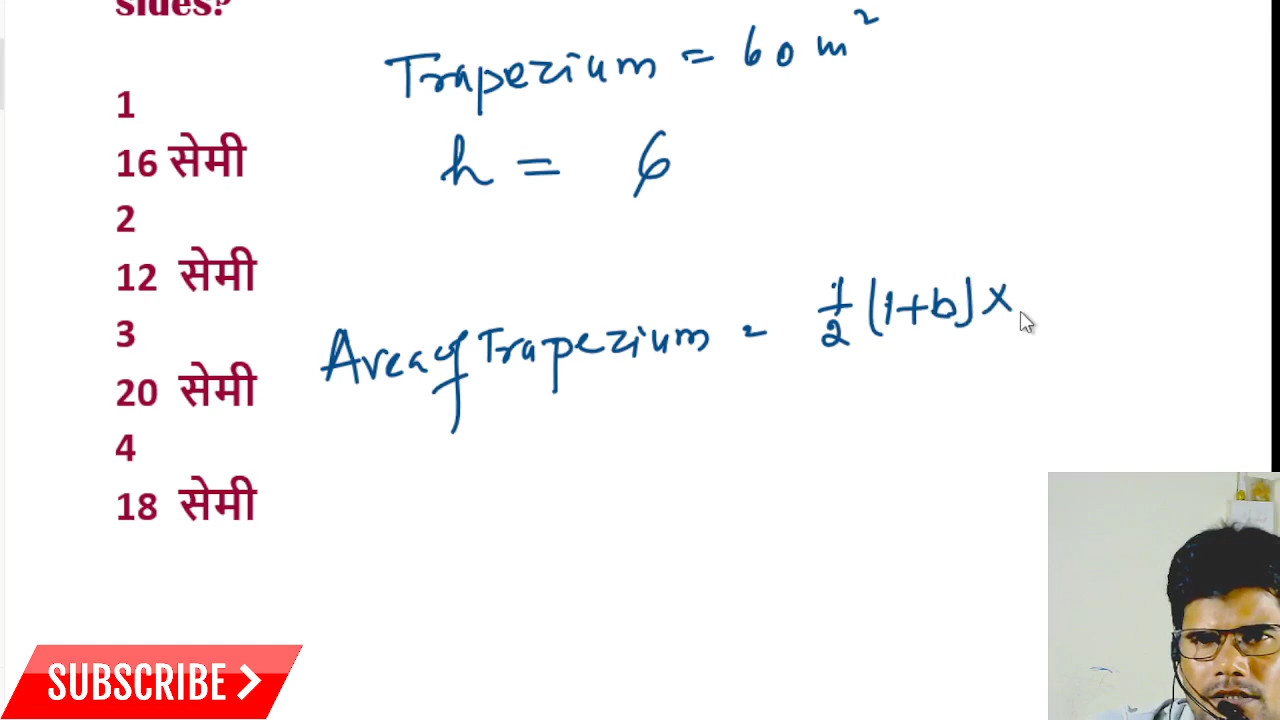 sides?
Trapezium = 60 m²
1
h = 6
16 सेमी
2
12 सेमी
Area of Trapezium = 1/2 (l+b) ×
3
20 सेमी
4
18 सेमी
SUBSCRIBE